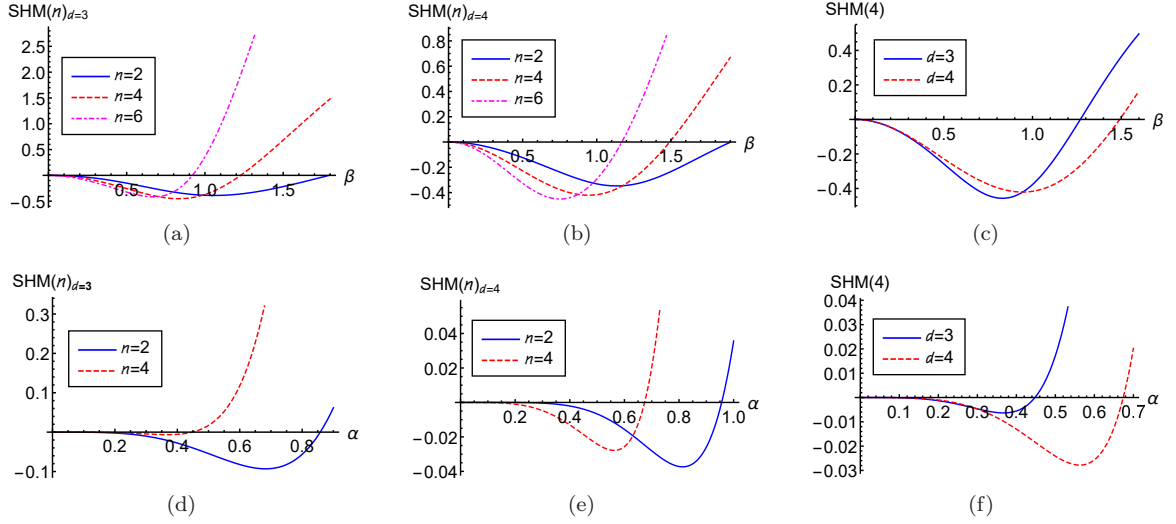 SHM(n)d=3
2.5
2.0
1.5
1.0
0.5
-0.5
0.5
1.0
1.5
β
n=2
n=4
n=6
(a)
SHM(n)d=4
0.8
0.6
0.4
0.2
-0.2
-0.4
0.5
1.0
1.5
β
n=2
n=4
n=6
(b)
SHM(4)
0.4
0.2
-0.2
-0.4
0.5
1.0
1.5
β
d=3
d=4
(c)
SHM(n)d=3
0.3
0.2
0.1
-0.1
0.2
0.4
0.6
0.8
α
n=2
n=4
(d)
SHM(n)d=4
0.04
0.02
-0.02
-0.04
0.2
0.4
0.6
0.8
1.0
α
n=2
n=4
(e)
SHM(4)
0.04
0.03
0.02
0.01
-0.01
-0.02
-0.03
0.1
0.2
0.3
0.4
0.5
0.6
0.7
α
d=3
d=4
(f)